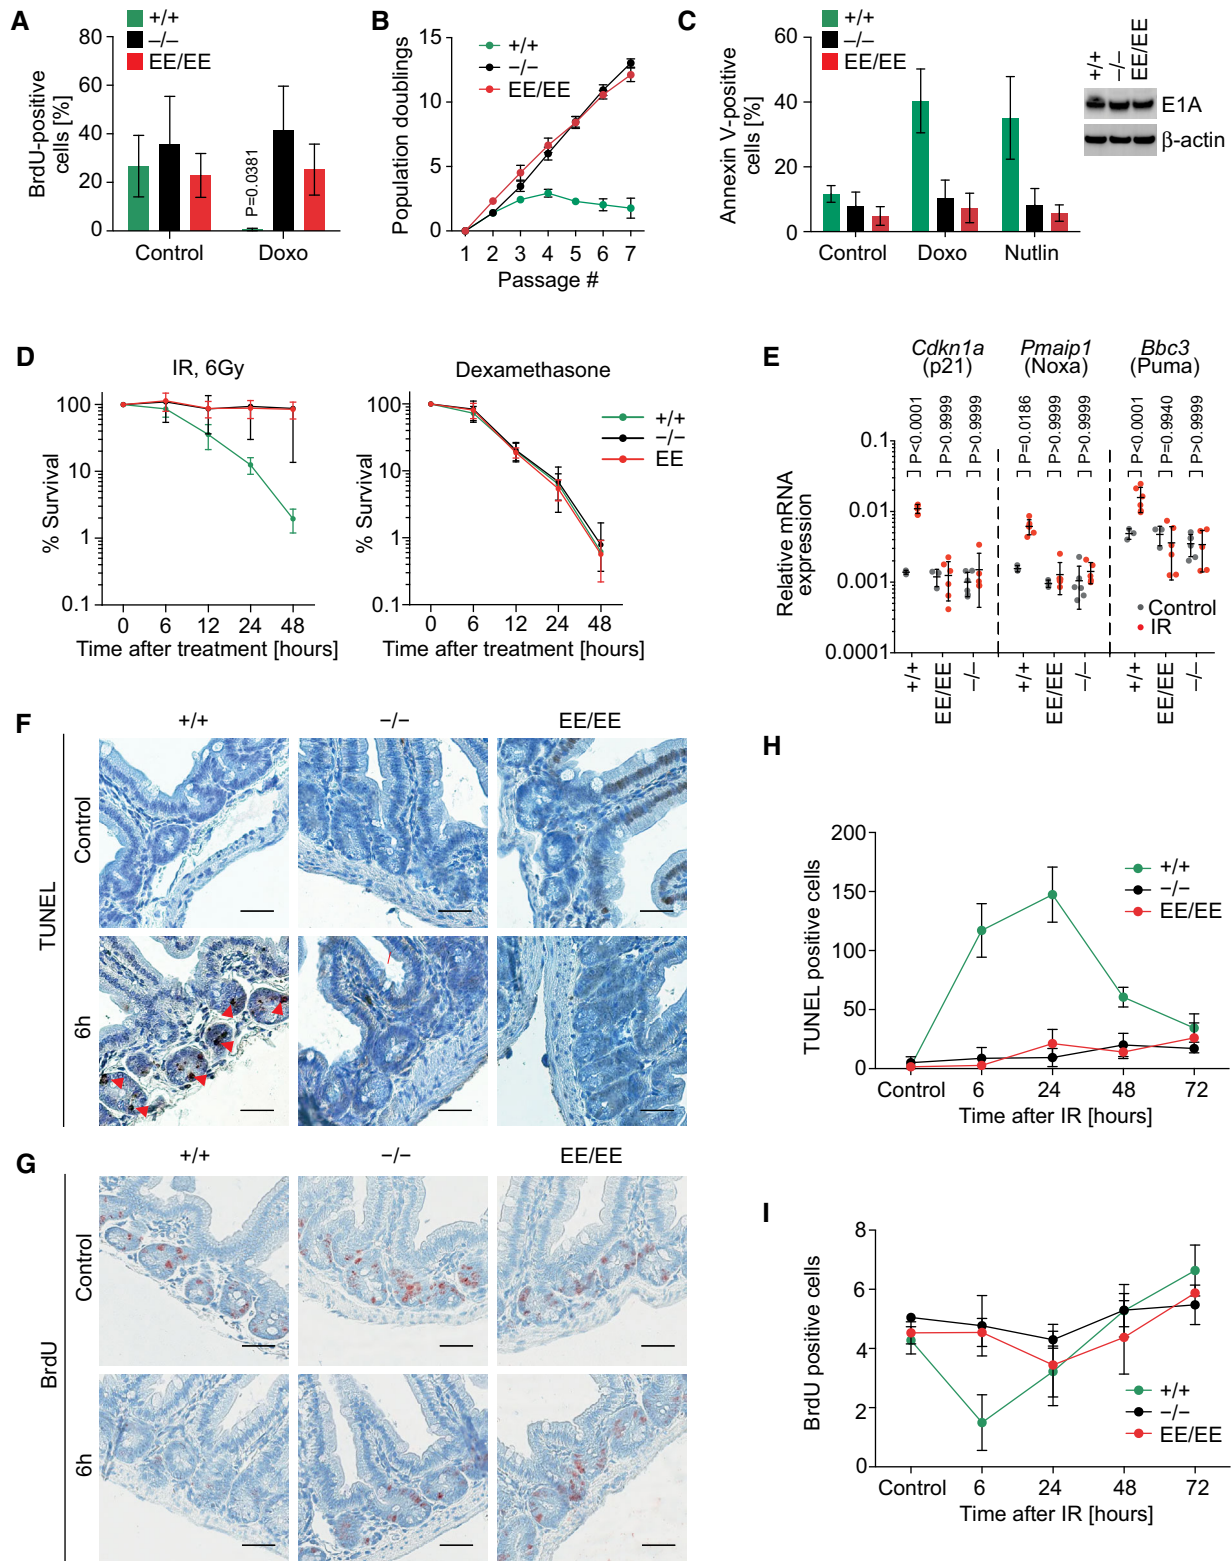 A
+/+
–/–
EE/EE
BrdU-positive
cells [%]
80
60
40
20
0
P=0.0381
Control
Doxo
B
Population doublings
15
10
5
0
+/+
–/–
EE/EE
1 2 3 4 5 6 7
Passage #
C
+/+
–/–
EE/EE
Annexin V-positive
cells [%]
60
40
20
0
Control
Doxo
Nutlin
+/+
–/–
EE/EE
E1A
β-actin
D
IR, 6Gy
% Survival
100
10
1
0.1
0 6 12 24 48
Time after treatment [hours]
Dexamethasone
% Survival
100
10
1
0.1
0 6 12 24 48
Time after treatment [hours]
+/+
–/–
EE
E
Cdkn1a
(p21)
Pmaip1
(Noxa)
Bbc3
(Puma)
P<0.0001
P>0.9999
P>0.9999
P=0.0186
P>0.9999
P>0.9999
P<0.0001
P=0.9940
P>0.9999
Relative mRNA
expression
0.1
0.01
0.001
0.0001
Control
IR
+/+
EE/EE
–/–
+/+
EE/EE
–/–
+/+
EE/EE
–/–
F
+/+
–/–
EE/EE
TUNEL
Control
6h
G
+/+
–/–
EE/EE
BrdU
Control
6h
H
TUNEL positive cells
200
150
100
50
0
+/+
–/–
EE/EE
Control 6 24 48 72
Time after IR [hours]
I
BrdU positive cells
8
6
4
2
0
+/+
–/–
EE/EE
Control 6 24 48 72
Time after IR [hours]